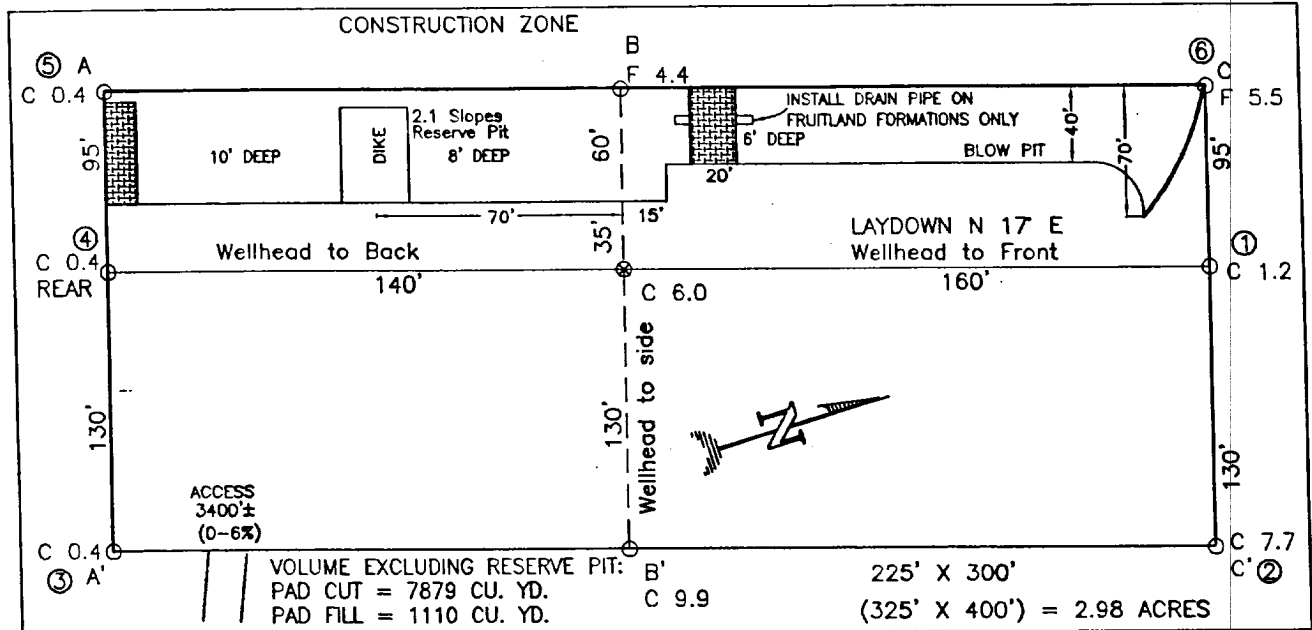 CONSTRUCTION ZONE
⑤ A
C 0.4
B
F 4.4
⑥
C
F 5.5
95'
10' DEEP
DIKE
2.1 Slopes
Reserve Pit
8' DEEP
60'
INSTALL DRAIN PIPE ON
FRUITLAND FORMATIONS ONLY
6' DEEP
BLOW PIT
40'
70'
95'
20'
70'
15'
35'
④
C 0.4
REAR
Wellhead to Back
140'
LAYDOWN N 17° E
Wellhead to Front
160'
①
C 1.2
C 6.0
130'
130'
Wellhead to side
N
130'
ACCESS
3400'±
(0-6%)
C 0.4
③ A'
VOLUME EXCLUDING RESERVE PIT:
PAD CUT = 7879 CU. YD.
PAD FILL = 1110 CU. YD.
B'
C 9.9
225' X 300'
(325' X 400') = 2.98 ACRES
C 7.7
C' ②